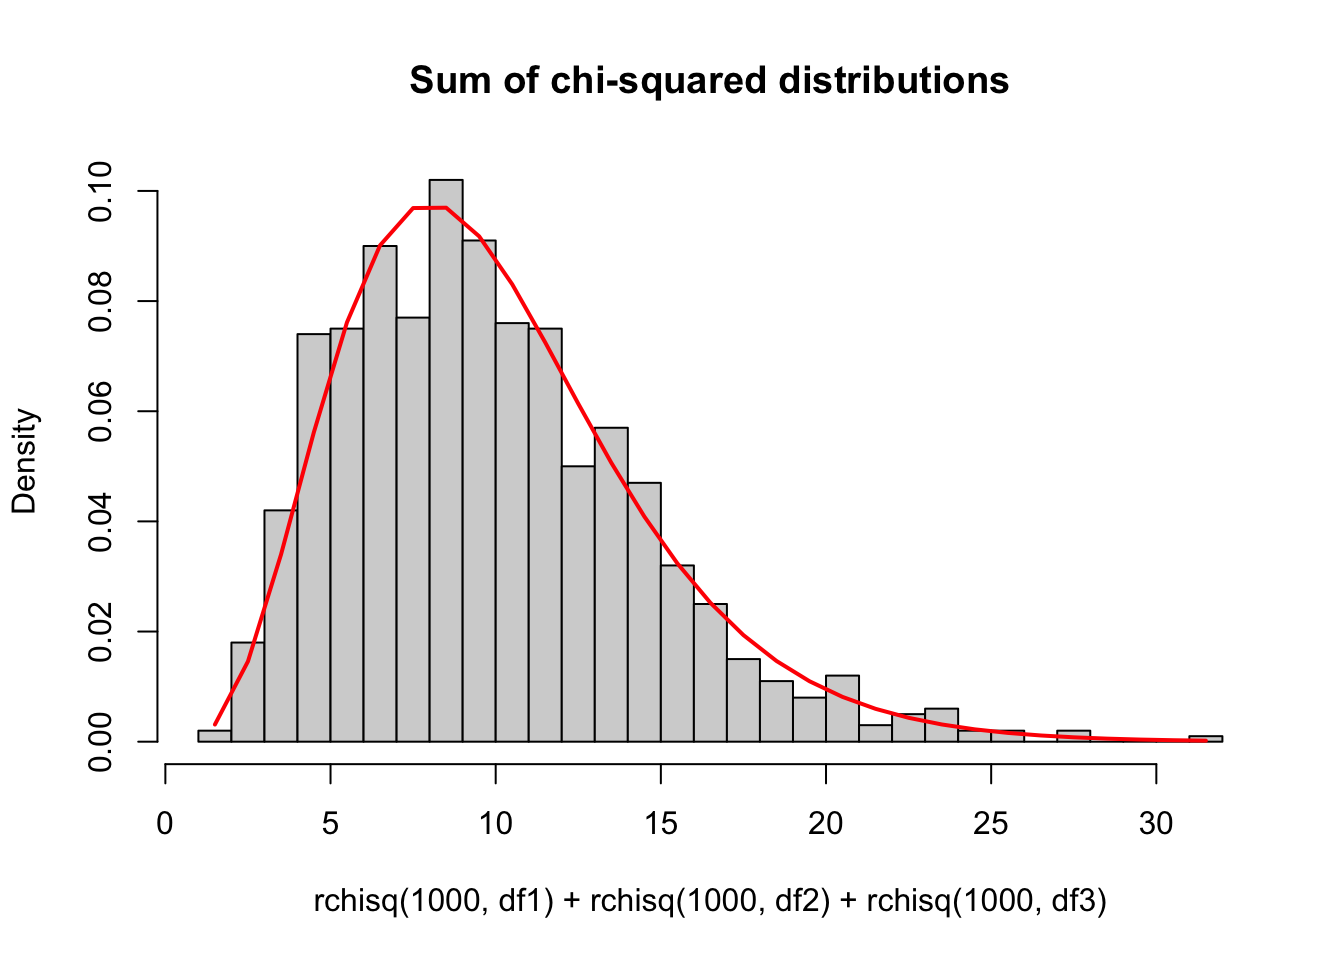 Sum of chi-squared distributions
Density
0.10
0.08
0.06
0.04
0.02
0.00
0 5 10 15 20 25 30
rchisq(1000, df1) + rchisq(1000, df2) + rchisq(1000, df3)